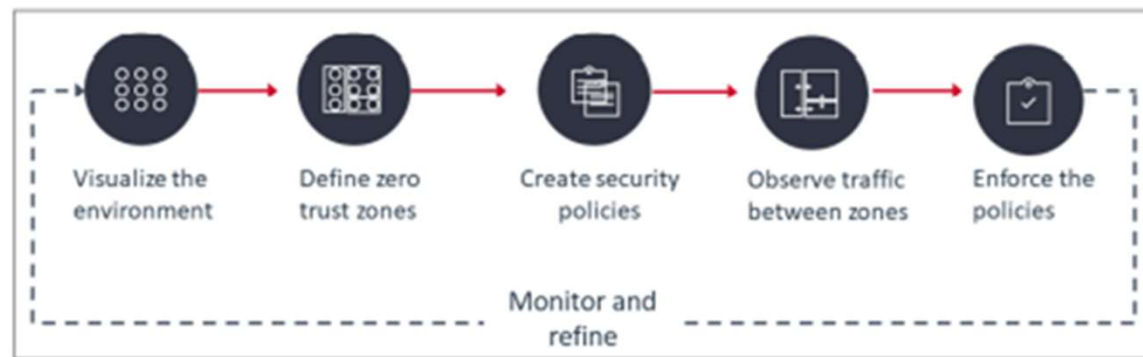 Visualize the
environment
Define zero
trust zones
Create security
policies
Observe traffic
between zones
Enforce the
policies
Monitor and
refine